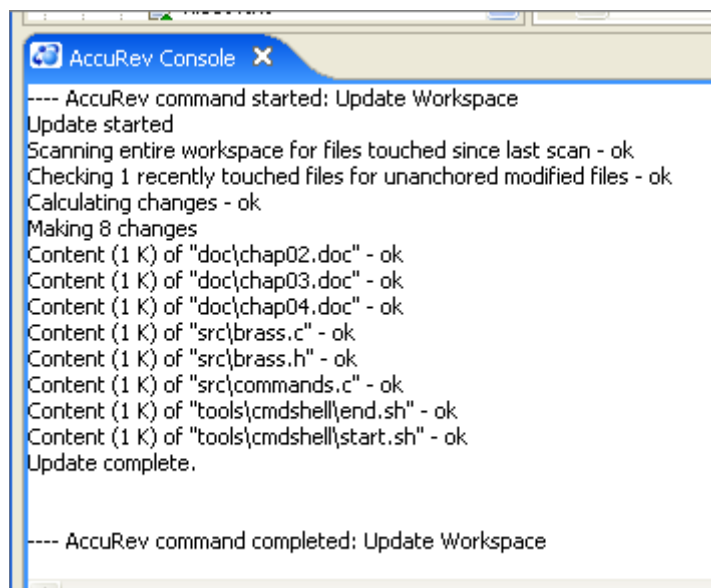 AccuRev Console
---- AccuRev command started: Update Workspace
Update started
Scanning entire workspace for files touched since last scan - ok
Checking 1 recently touched files for unanchored modified files - ok
Calculating changes - ok
Making 8 changes
Content (1 K) of "doc\chap02.doc" - ok
Content (1 K) of "doc\chap03.doc" - ok
Content (1 K) of "doc\chap04.doc" - ok
Content (1 K) of "src\brass.c" - ok
Content (1 K) of "src\brass.h" - ok
Content (1 K) of "src\commands.c" - ok
Content (1 K) of "tools\cmdshell\end.sh" - ok
Content (1 K) of "tools\cmdshell\start.sh" - ok
Update complete.
---- AccuRev command completed: Update Workspace